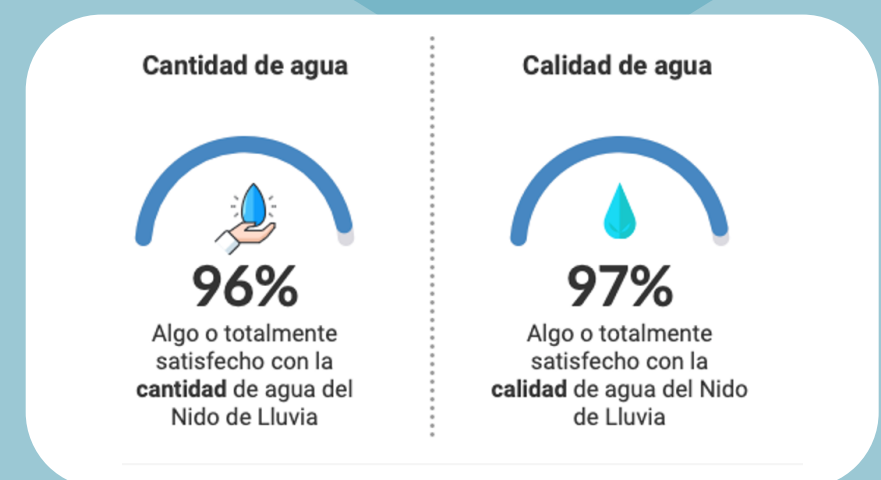 Cantidad de agua
96%
Algo o totalmente
satisfecho con la
cantidad de agua del
Nido de Lluvia
Calidad de agua
97%
Algo o totalmente
satisfecho con la
calidad de agua del Nido
de Lluvia